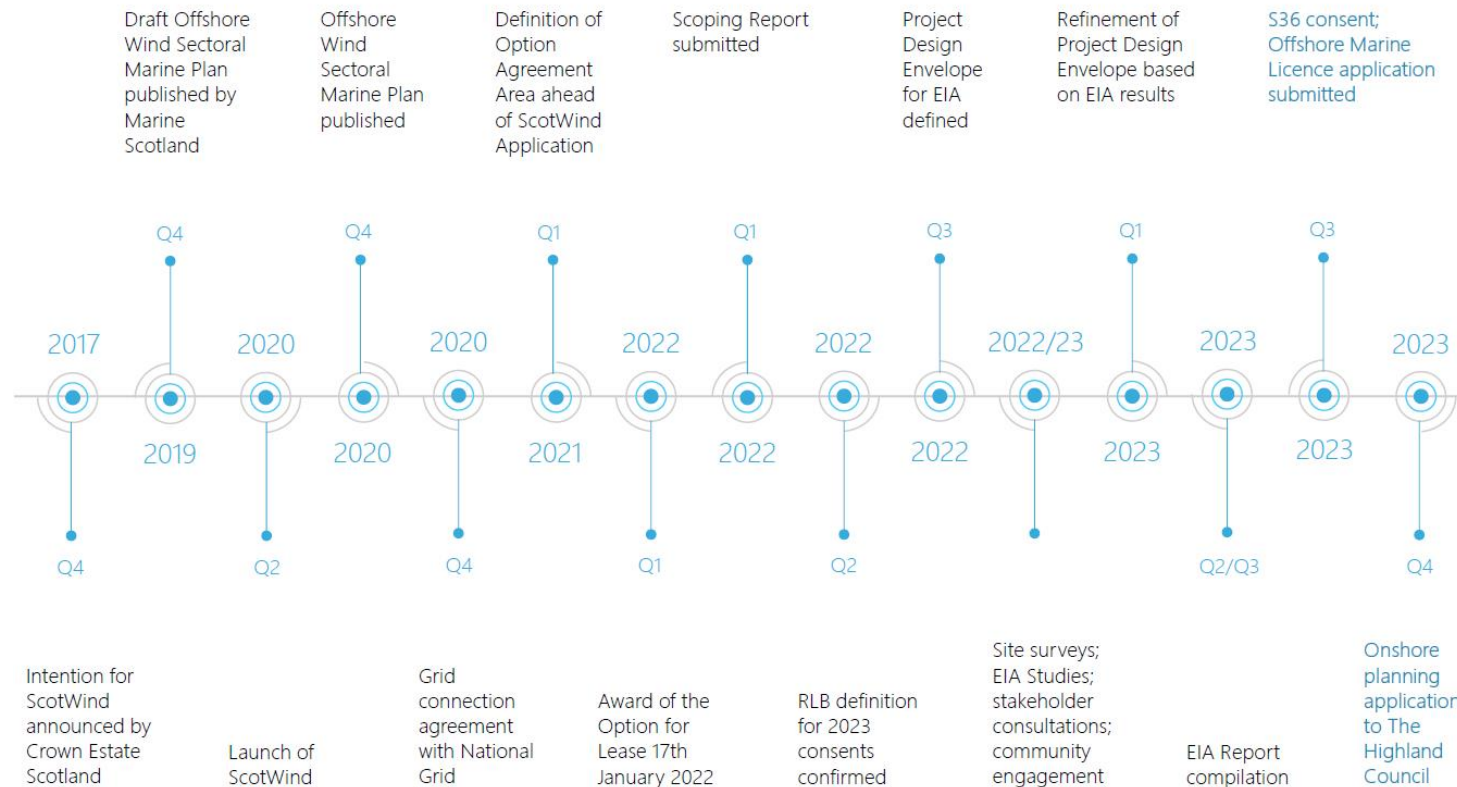 Draft Offshore
Wind Sectoral
Marine Plan
published by
Marine
Scotland
Offshore
Wind
Sectoral
Marine Plan
published
Definition of
Option
Agreement
Area ahead
of ScotWind
Application
Scoping Report
submitted
Project
Design
Envelope
for EIA
defined
Refinement of
Project Design
Envelope based
on EIA results
S36 consent;
Offshore Marine
Licence application
submitted
Q4
Q4
Q1
Q1
Q3
Q1
Q3
2017
2020
2020
2022
2022
2022/23
2023
2023
2019
2020
2021
2022
2022
2023
2023
Q4
Q2
Q4
Q1
Q2
Q2/Q3
Q4
Intention for
ScotWind
announced by
Crown Estate
Scotland
Launch of
ScotWind
Grid
connection
agreement
with National
Grid
Award of the
Option for
Lease 17th
January 2022
RLB definition
for 2023
consents
confirmed
Site surveys;
EIA Studies;
stakeholder
consultations;
community
engagement
EIA Report
compilation
Onshore
planning
application
to The
Highland
Council